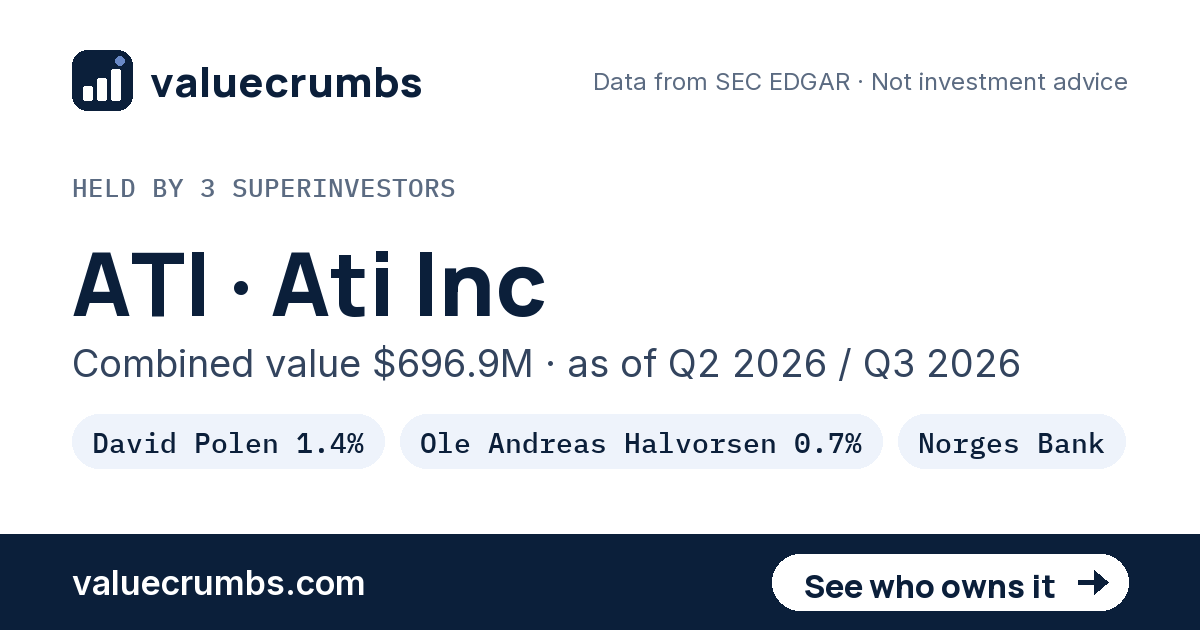 valuecrumbs
Data from SEC EDGAR · Not investment advice
HELD BY 3 SUPERINVESTORS
ATI · Ati Inc
Combined value $696.9M · as of Q2 2026 / Q3 2026
David Polen 1.4%
Ole Andreas Halvorsen 0.7%
Norges Bank
valuecrumbs.com
See who owns it →